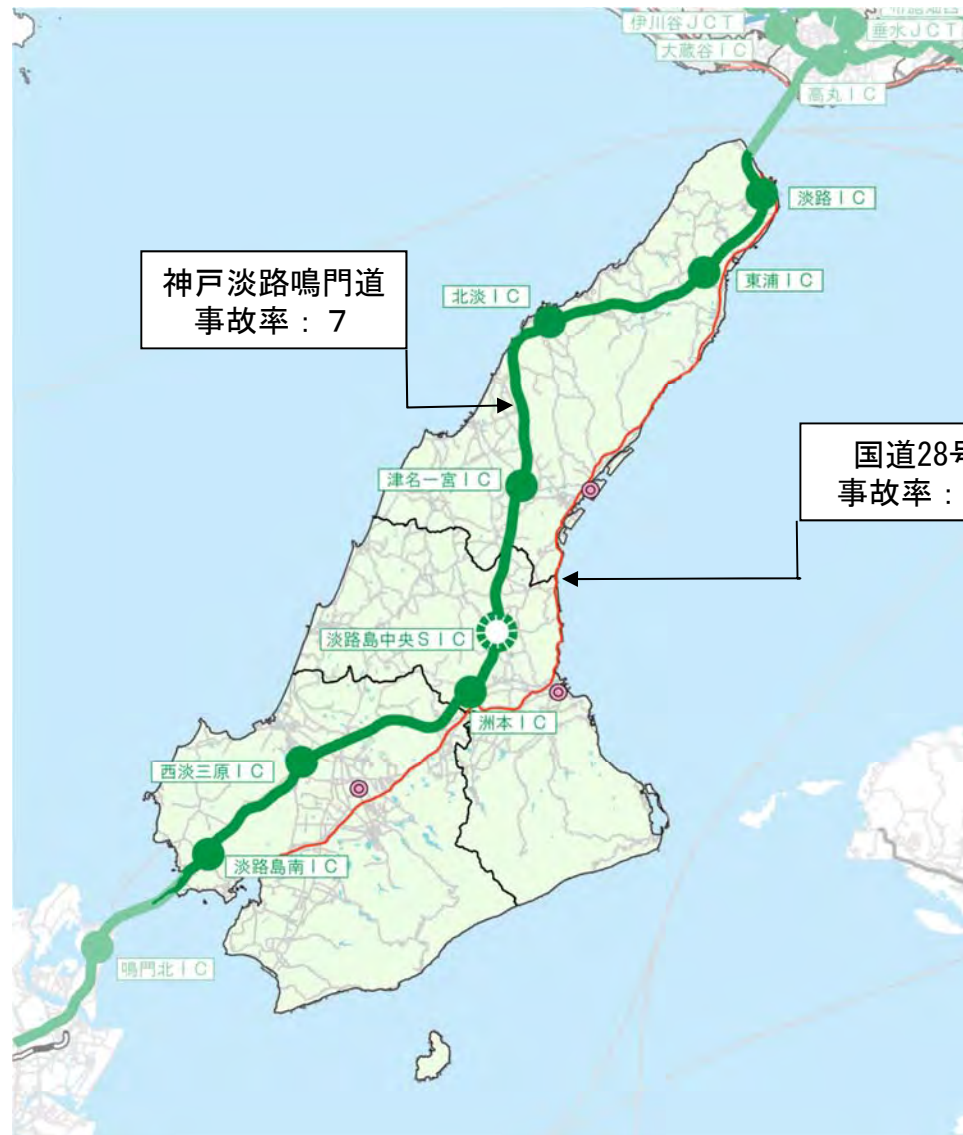 伊川谷ＪＣＴ
垂水ＪＣＴ
大蔵谷ＩＣ
高丸ＩＣ
淡路ＩＣ
東浦ＩＣ
神戸淡路鳴門道
事故率：７
北淡ＩＣ
国道28号
事故率：
津名一宮ＩＣ
淡路島中央ＳＩＣ
洲本ＩＣ
西淡三原ＩＣ
淡路島南ＩＣ
鳴門北ＩＣ